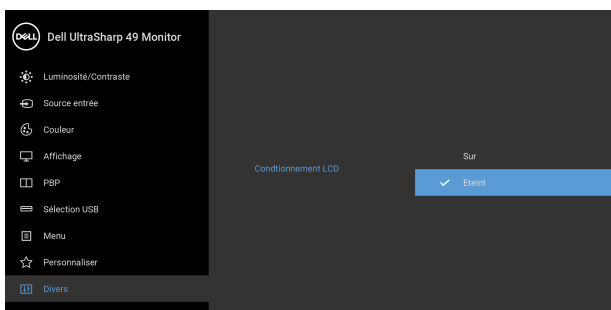 DELL
Dell UltraSharp 49 Monitor
Luminosité/Contraste
Source entrée
Couleur
Affichage
PBP
Sélection USB
Menu
Personnaliser
Divers
Condtionnement LCD
Sur
Eteint